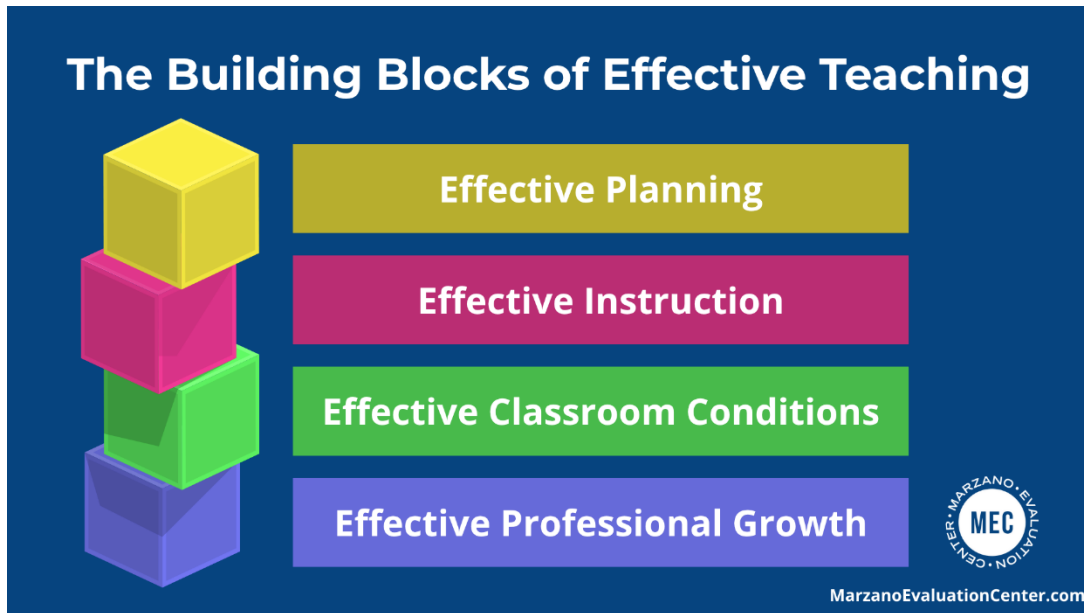 The Building Blocks of Effective Teaching
Effective Planning
Effective Instruction
Effective Classroom Conditions
Effective Professional Growth
MARZANO • EVALUATION • CENTER •
MEC
MarzanoEvaluationCenter.com